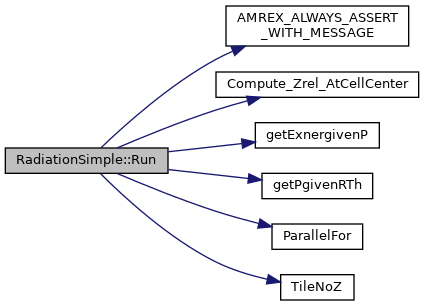 AMREX_ALWAYS_ASSERT
_WITH_MESSAGE
Compute_Zrel_AtCellCenter
getExnergivenP
RadiationSimple::Run
getPgivenRTh
ParallelFor
TileNoZ